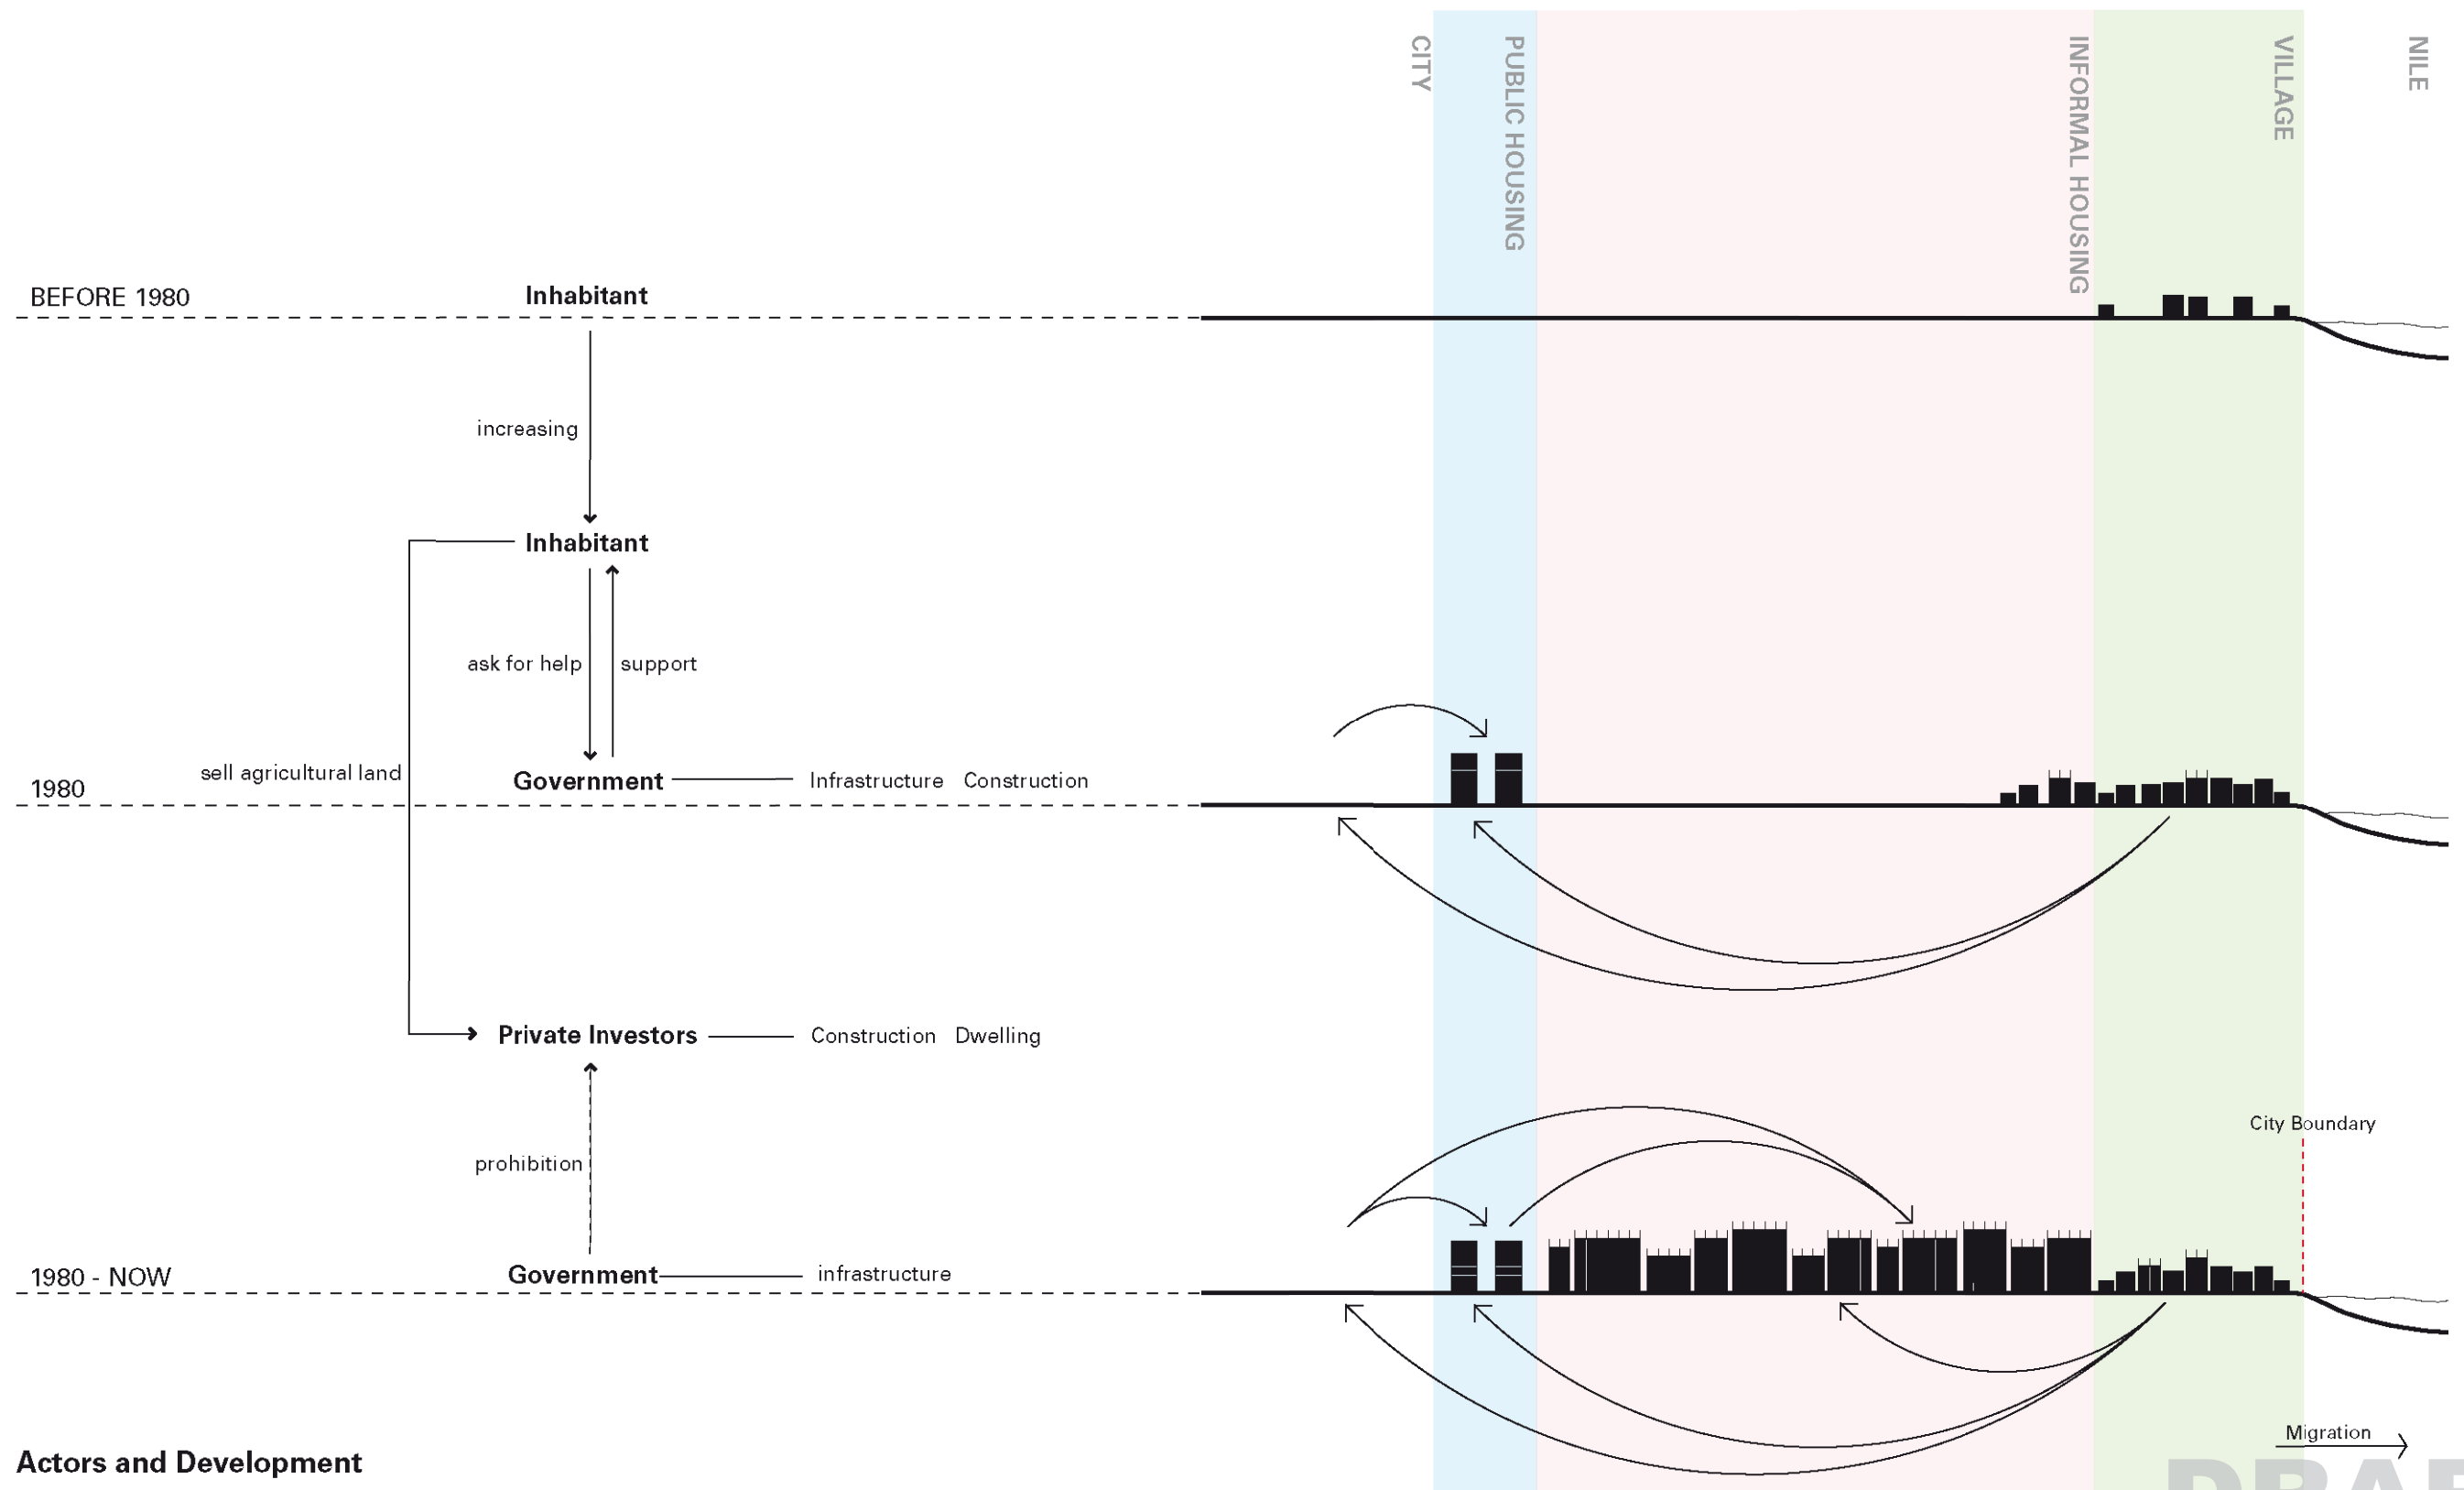 CITY
PUBLIC HOUSING
INFORMAL HOUSING
VILLAGE
NILE
BEFORE 1980
Inhabitant
increasing
Inhabitant
ask for help
support
sell agricultural land
1980
Government
Infrastructure Construction
Private Investors
Construction Dwelling
City Boundary
prohibition
1980 - NOW
Government
infrastructure
Migration
Actors and Development